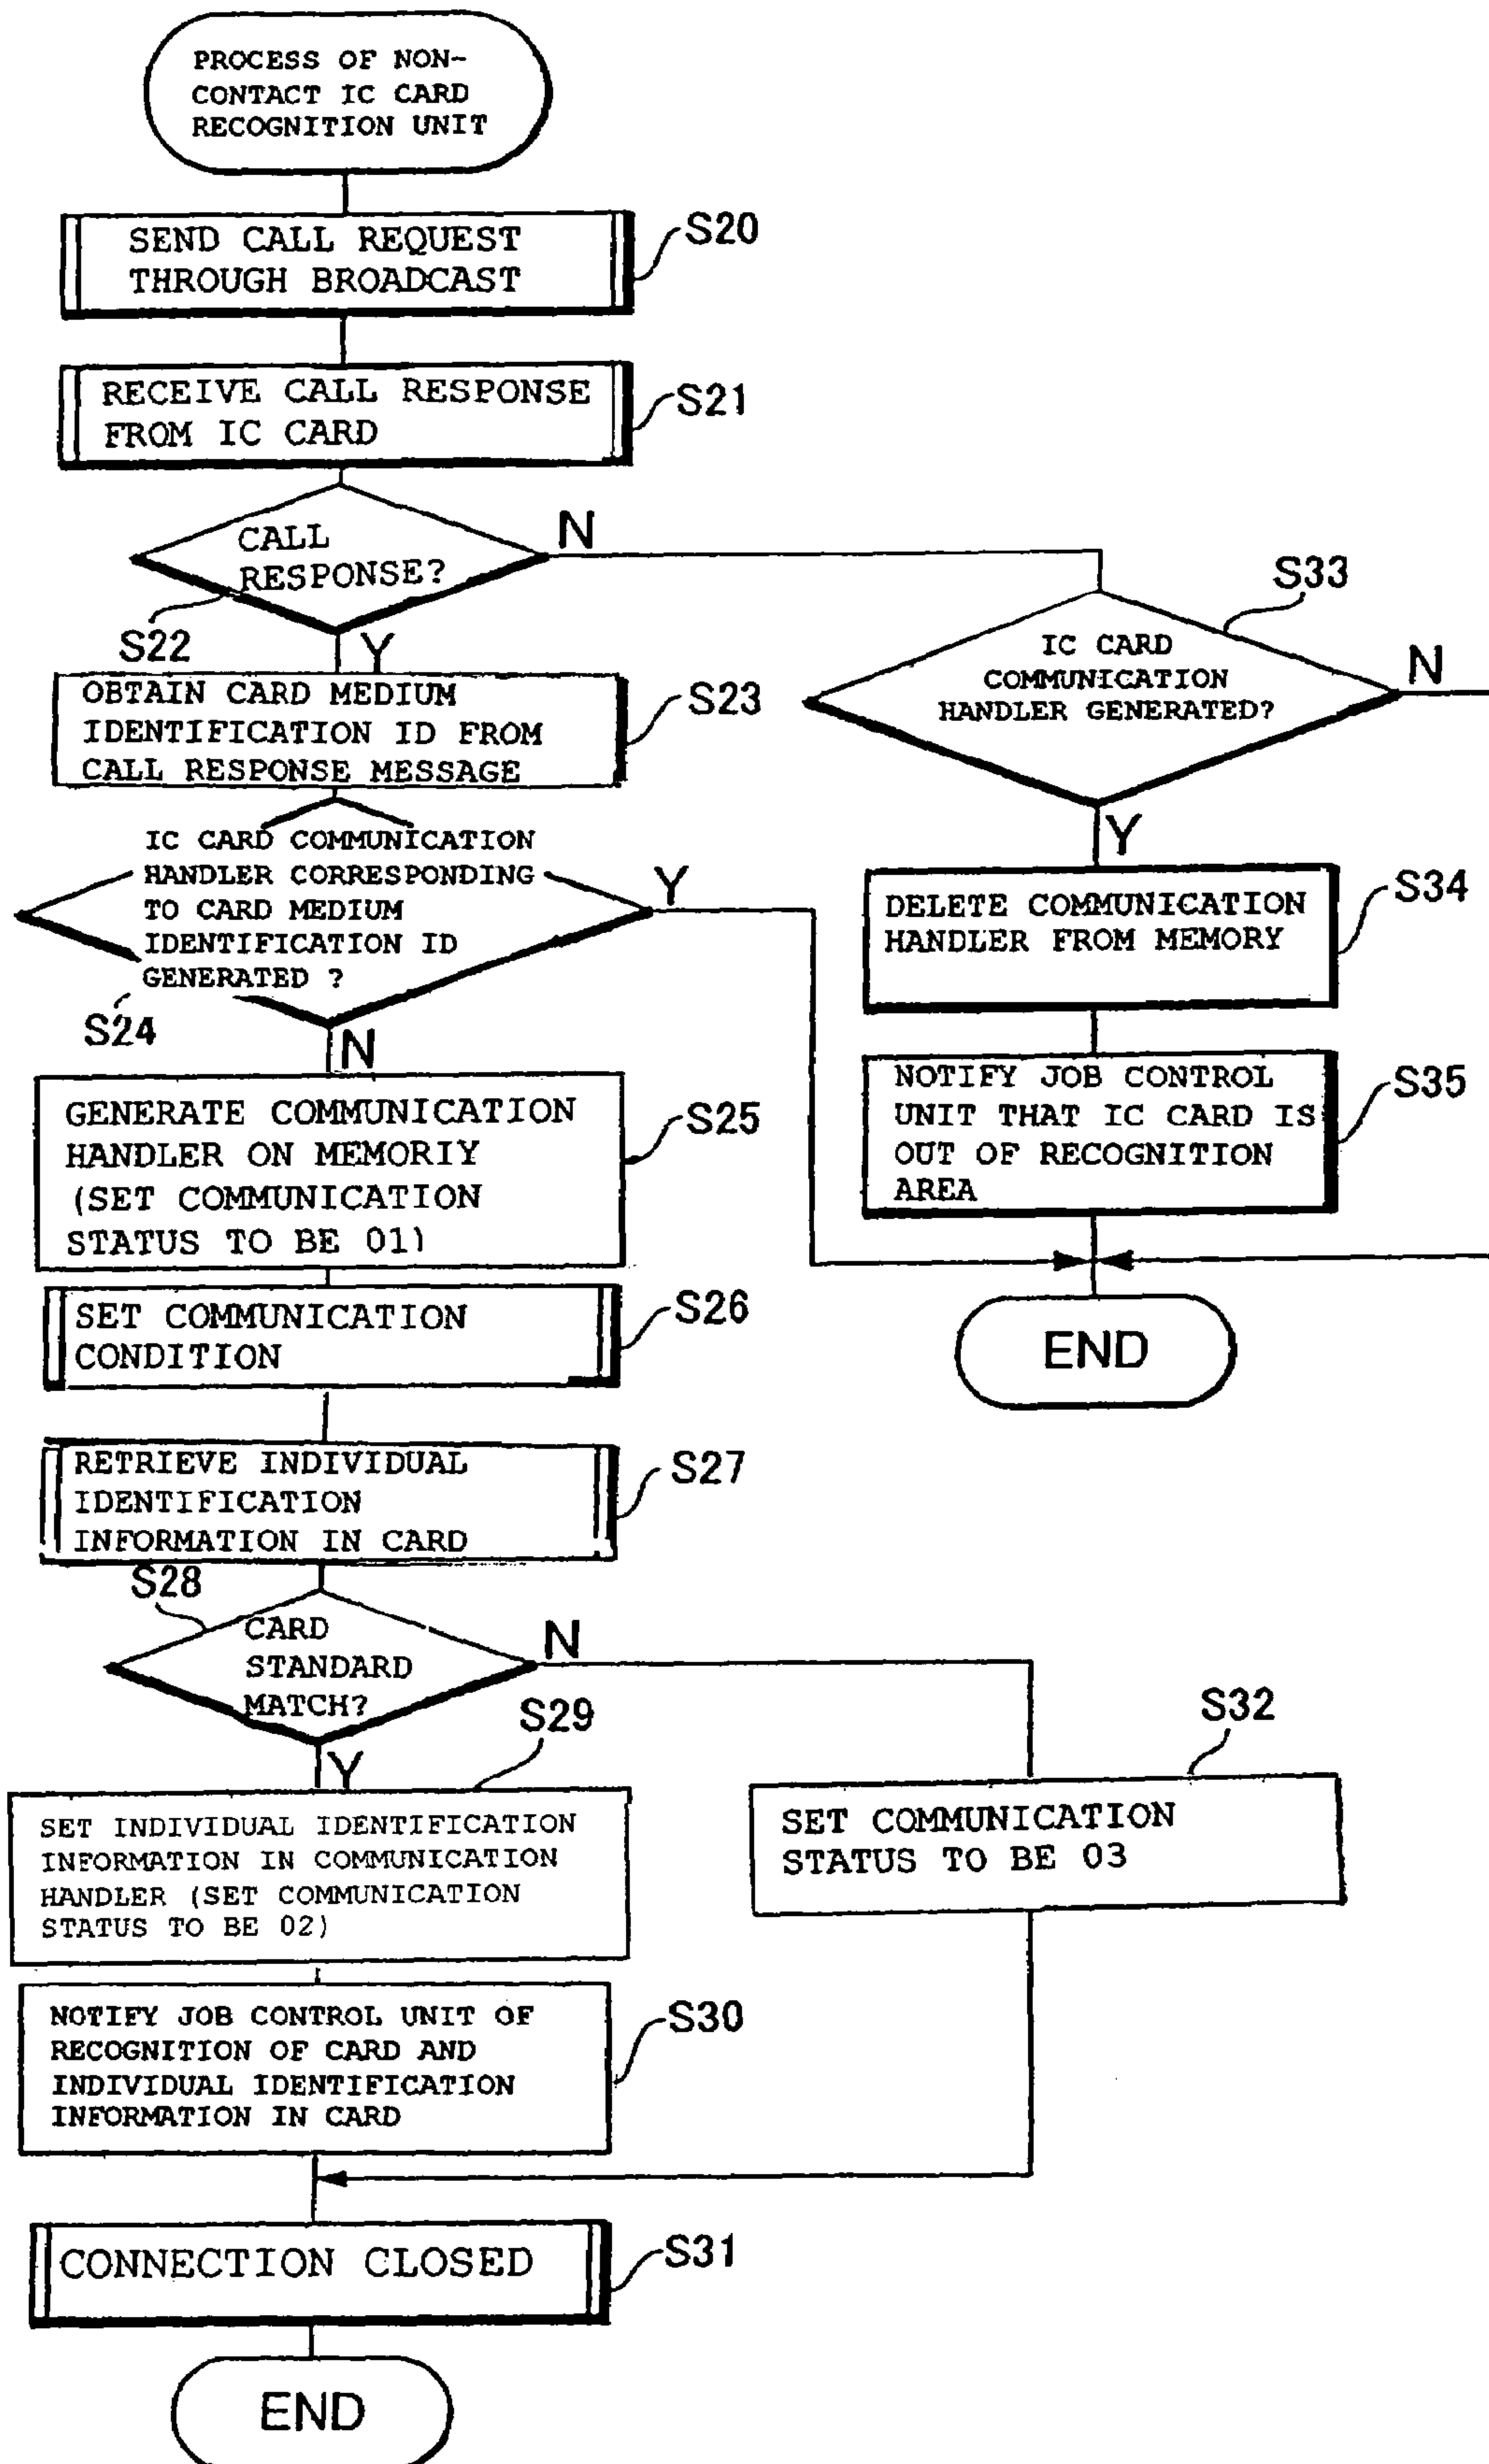 PROCESS OF NON-
CONTACT IC CARD
RECOGNITION UNIT
SEND CALL REQUEST
THROUGH BROADCAST
S20
RECEIVE CALL RESPONSE
FROM IC CARD
S21
CALL
RESPONSE?
N
S22
Y
OBTAIN CARD MEDIUM
IDENTIFICATION ID FROM
CALL RESPONSE MESSAGE
S23
IC CARD COMMUNICATION
HANDLER CORRESPONDING
TO CARD MEDIUM
IDENTIFICATION ID
GENERATED ?
Y
S24
N
GENERATE COMMUNICATION
HANDLER ON MEMORIY
(SET COMMUNICATION
STATUS TO BE 01)
S25
SET COMMUNICATION
CONDITION
S26
RETRIEVE INDIVIDUAL
IDENTIFICATION
INFORMATION IN CARD
S27
S28
CARD
STANDARD
MATCH?
N
Y
S29
SET INDIVIDUAL IDENTIFICATION
INFORMATION IN COMMUNICATION
HANDLER (SET COMMUNICATION
STATUS TO BE 02)
NOTIFY JOB CONTROL UNIT OF
RECOGNITION OF CARD AND
INDIVIDUAL IDENTIFICATION
INFORMATION IN CARD
S30
CONNECTION CLOSED
S31
END
S32
SET COMMUNICATION
STATUS TO BE 03
S33
IC CARD
COMMUNICATION
HANDLER GENERATED?
N
Y
DELETE COMMUNICATION
HANDLER FROM MEMORY
S34
NOTIFY JOB CONTROL
UNIT THAT IC CARD IS
OUT OF RECOGNITION
AREA
S35
END